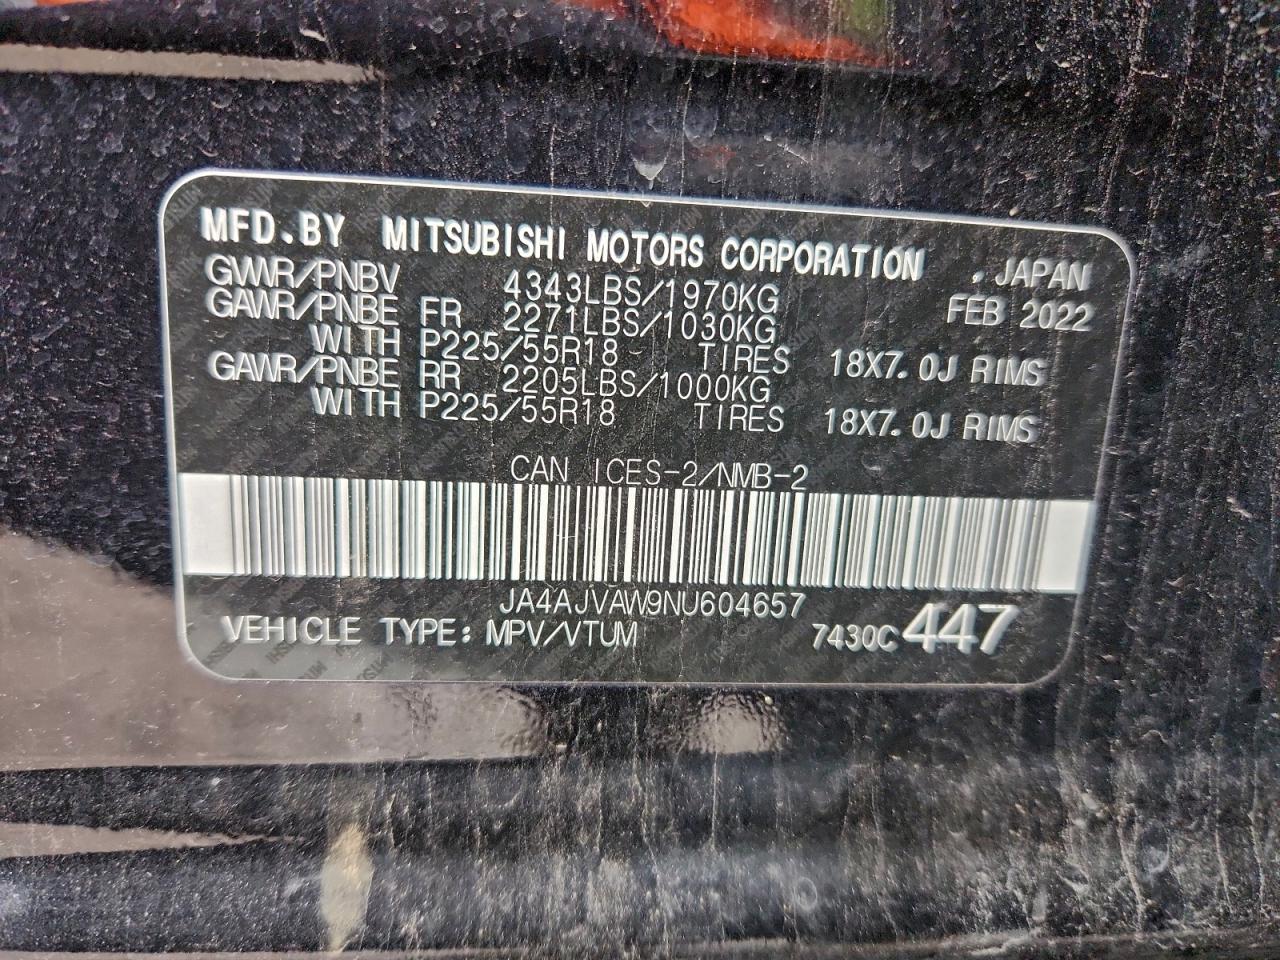 MFD.BY MITSUBISHI MOTORS CORPORATION , JAPAN
GVWR/PNBV 4343LBS/1970KG FEB 2022
GAWR/PNBE FR 2271LBS/1030KG
WITH P225/55R18 TIRES 18X7.0J RIMS
GAWR/PNBE RR 2205LBS/1000KG
WITH P225/55R18 TIRES 18X7.0J RIMS
CAN ICES-2/NMB-2
JA4AJVAW9NU604657
VEHICLE TYPE: MPV/VTUM 7430C 447